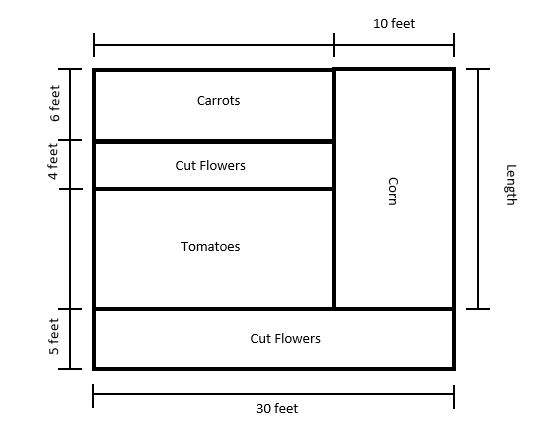 10 feet
6 feet
Carrots
4 feet
Cut Flowers
Corn
Length
Tomatoes
5 feet
Cut Flowers
30 feet